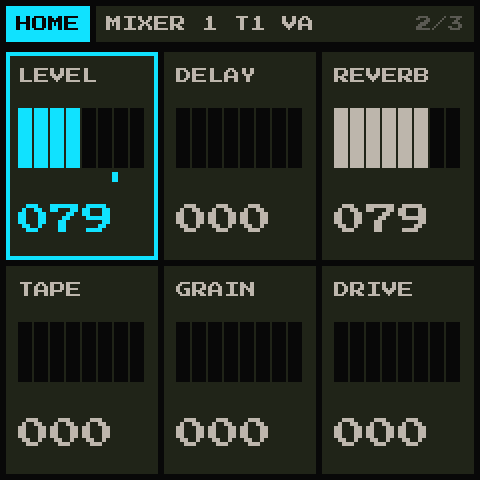 HOME MIXER 1 T1 VA 2/3
LEVEL DELAY REVERB
079 000 079
TAPE GRAIN DRIVE
000 000 000